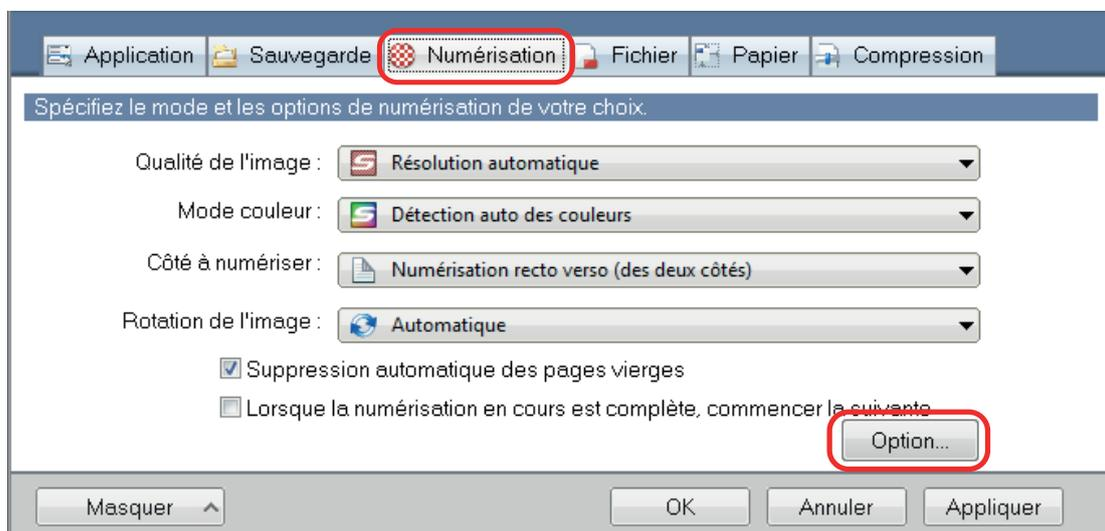 Application Sauvegarde Numérisation Fichier Papier Compression
Spécifiez le mode et les options de numérisation de votre choix.
Qualité de l'image : Résolution automatique
Mode couleur : Détection auto des couleurs
Côté à numériser : Numérisation recto verso (des deux côtés)
Rotation de l'image : Automatique
Suppression automatique des pages vierges
Lorsque la numérisation en cours est complète, commencer la suivante
Option...
Masquer OK Annuler Appliquer